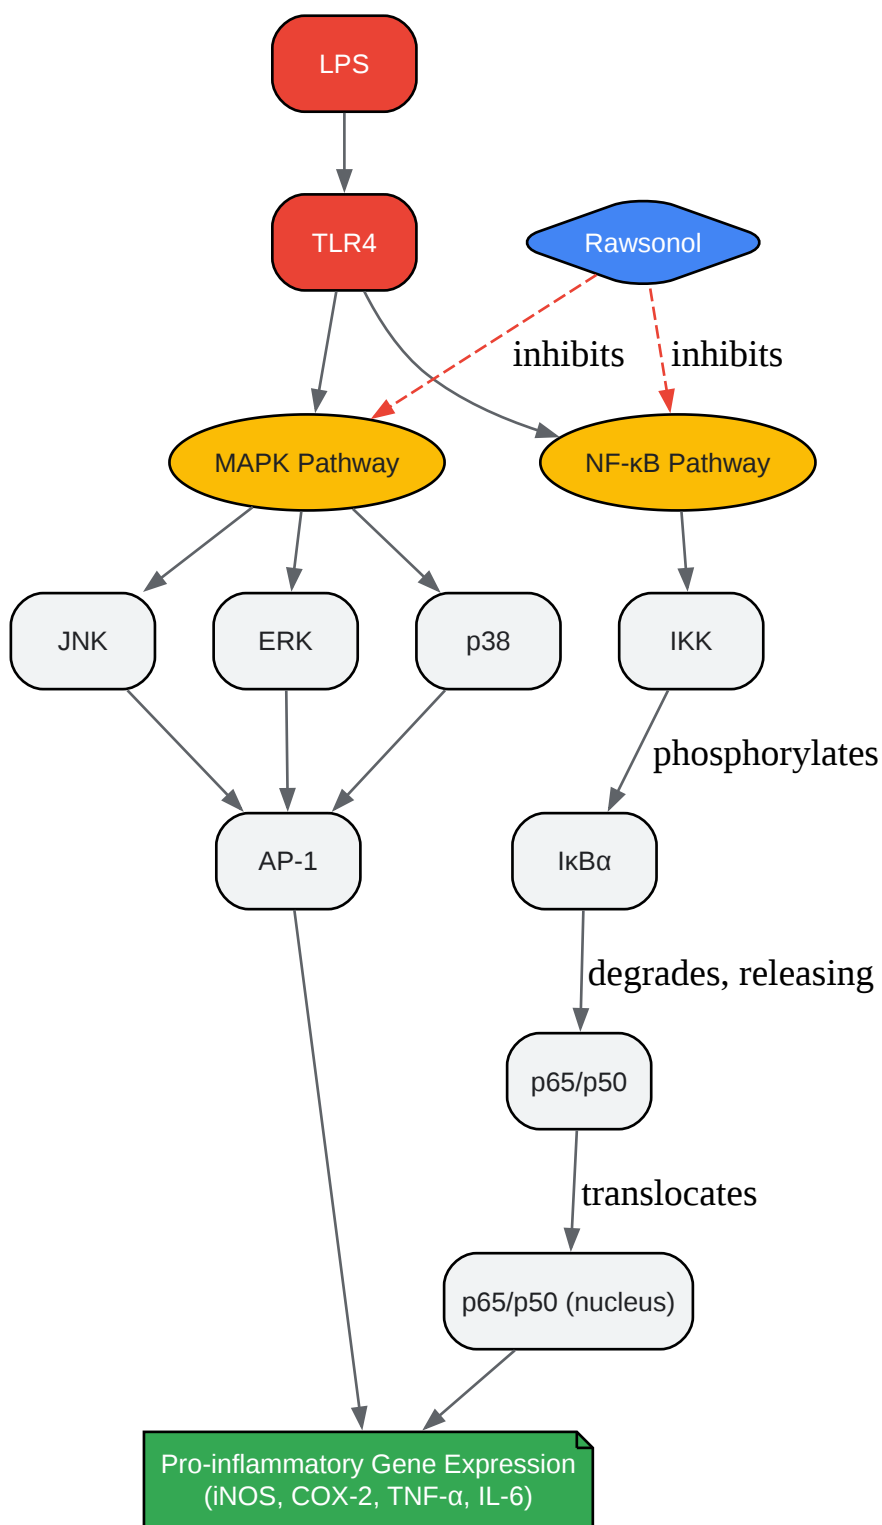 LPS
TLR4
Rawsonol
inhibits
inhibits
MAPK Pathway
NF-κB Pathway
JNK
ERK
p38
IKK
phosphorylates
AP-1
IκBα
degrades, releasing
p65/p50
translocates
p65/p50 (nucleus)
Pro-inflammatory Gene Expression
(iNOS, COX-2, TNF-α, IL-6)